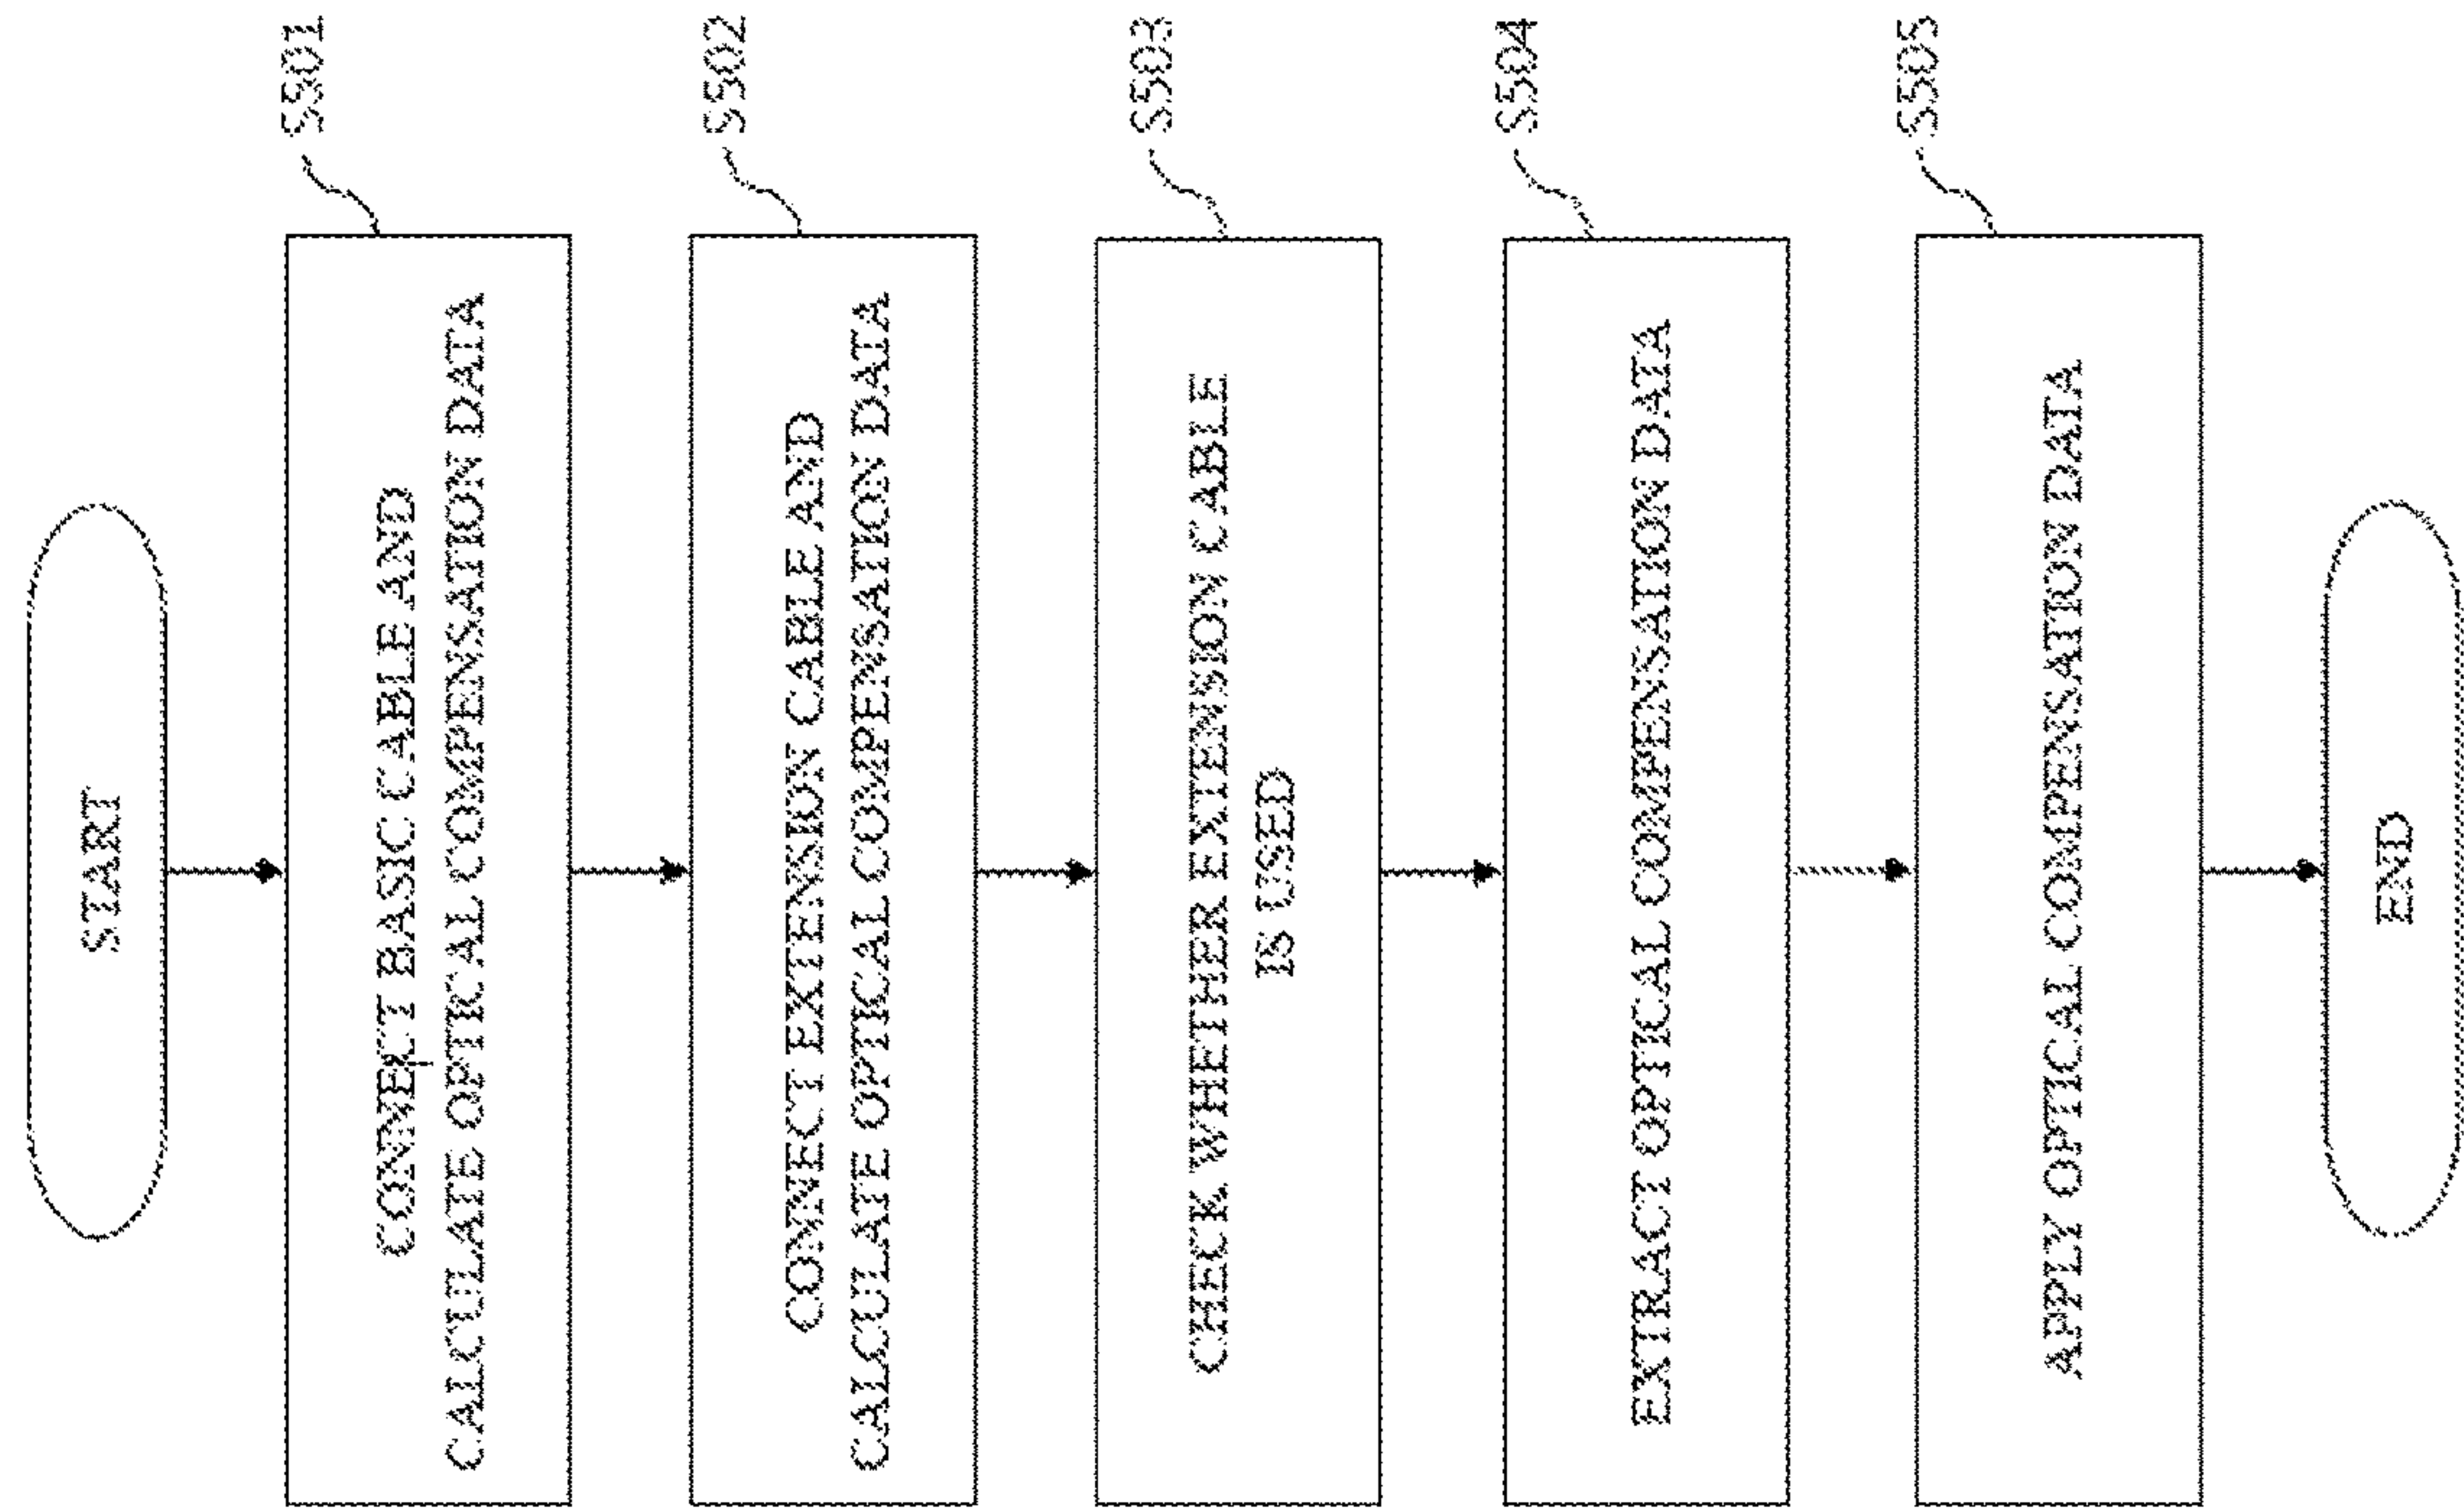 START
S501
CONNECT BASIC CABLE AND
CALCULATE OPTICAL COMPENSATION DATA
S502
CONNECT EXTENSION CABLE AND
CALCULATE OPTICAL COMPENSATION DATA
S503
CHECK WHETHER EXTENSION CABLE
IS USED
S504
EXTRACT OPTICAL COMPENSATION DATA
S505
APPLY OPTICAL COMPENSATION DATA
END